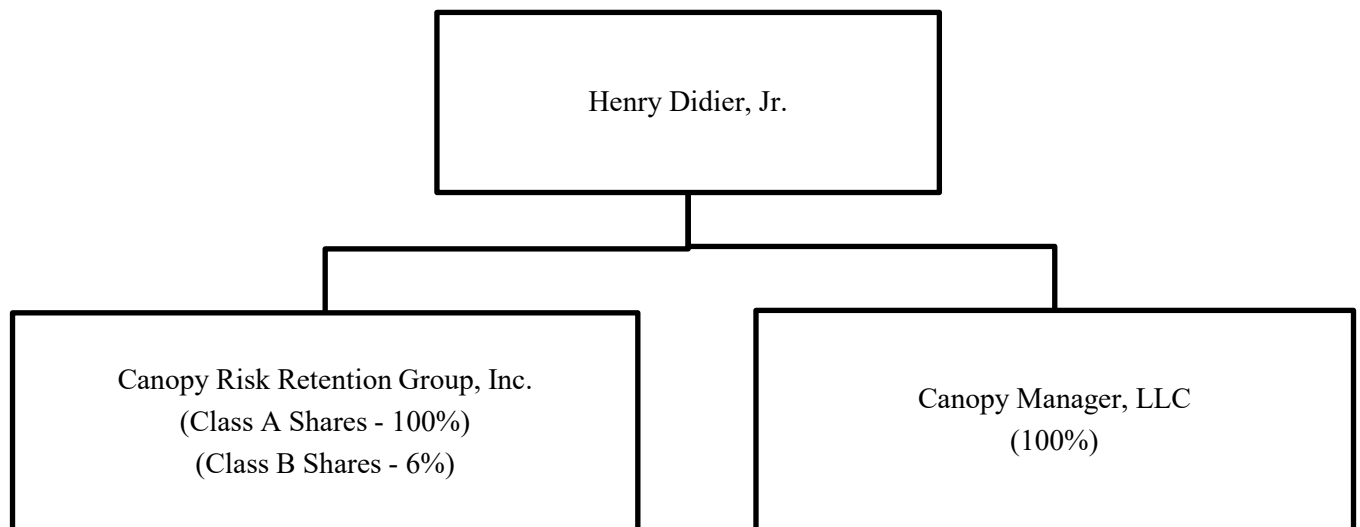 Henry Didier, Jr.
Canopy Risk Retention Group, Inc.
(Class A Shares - 100%)
(Class B Shares - 6%)
Canopy Manager, LLC
(100%)